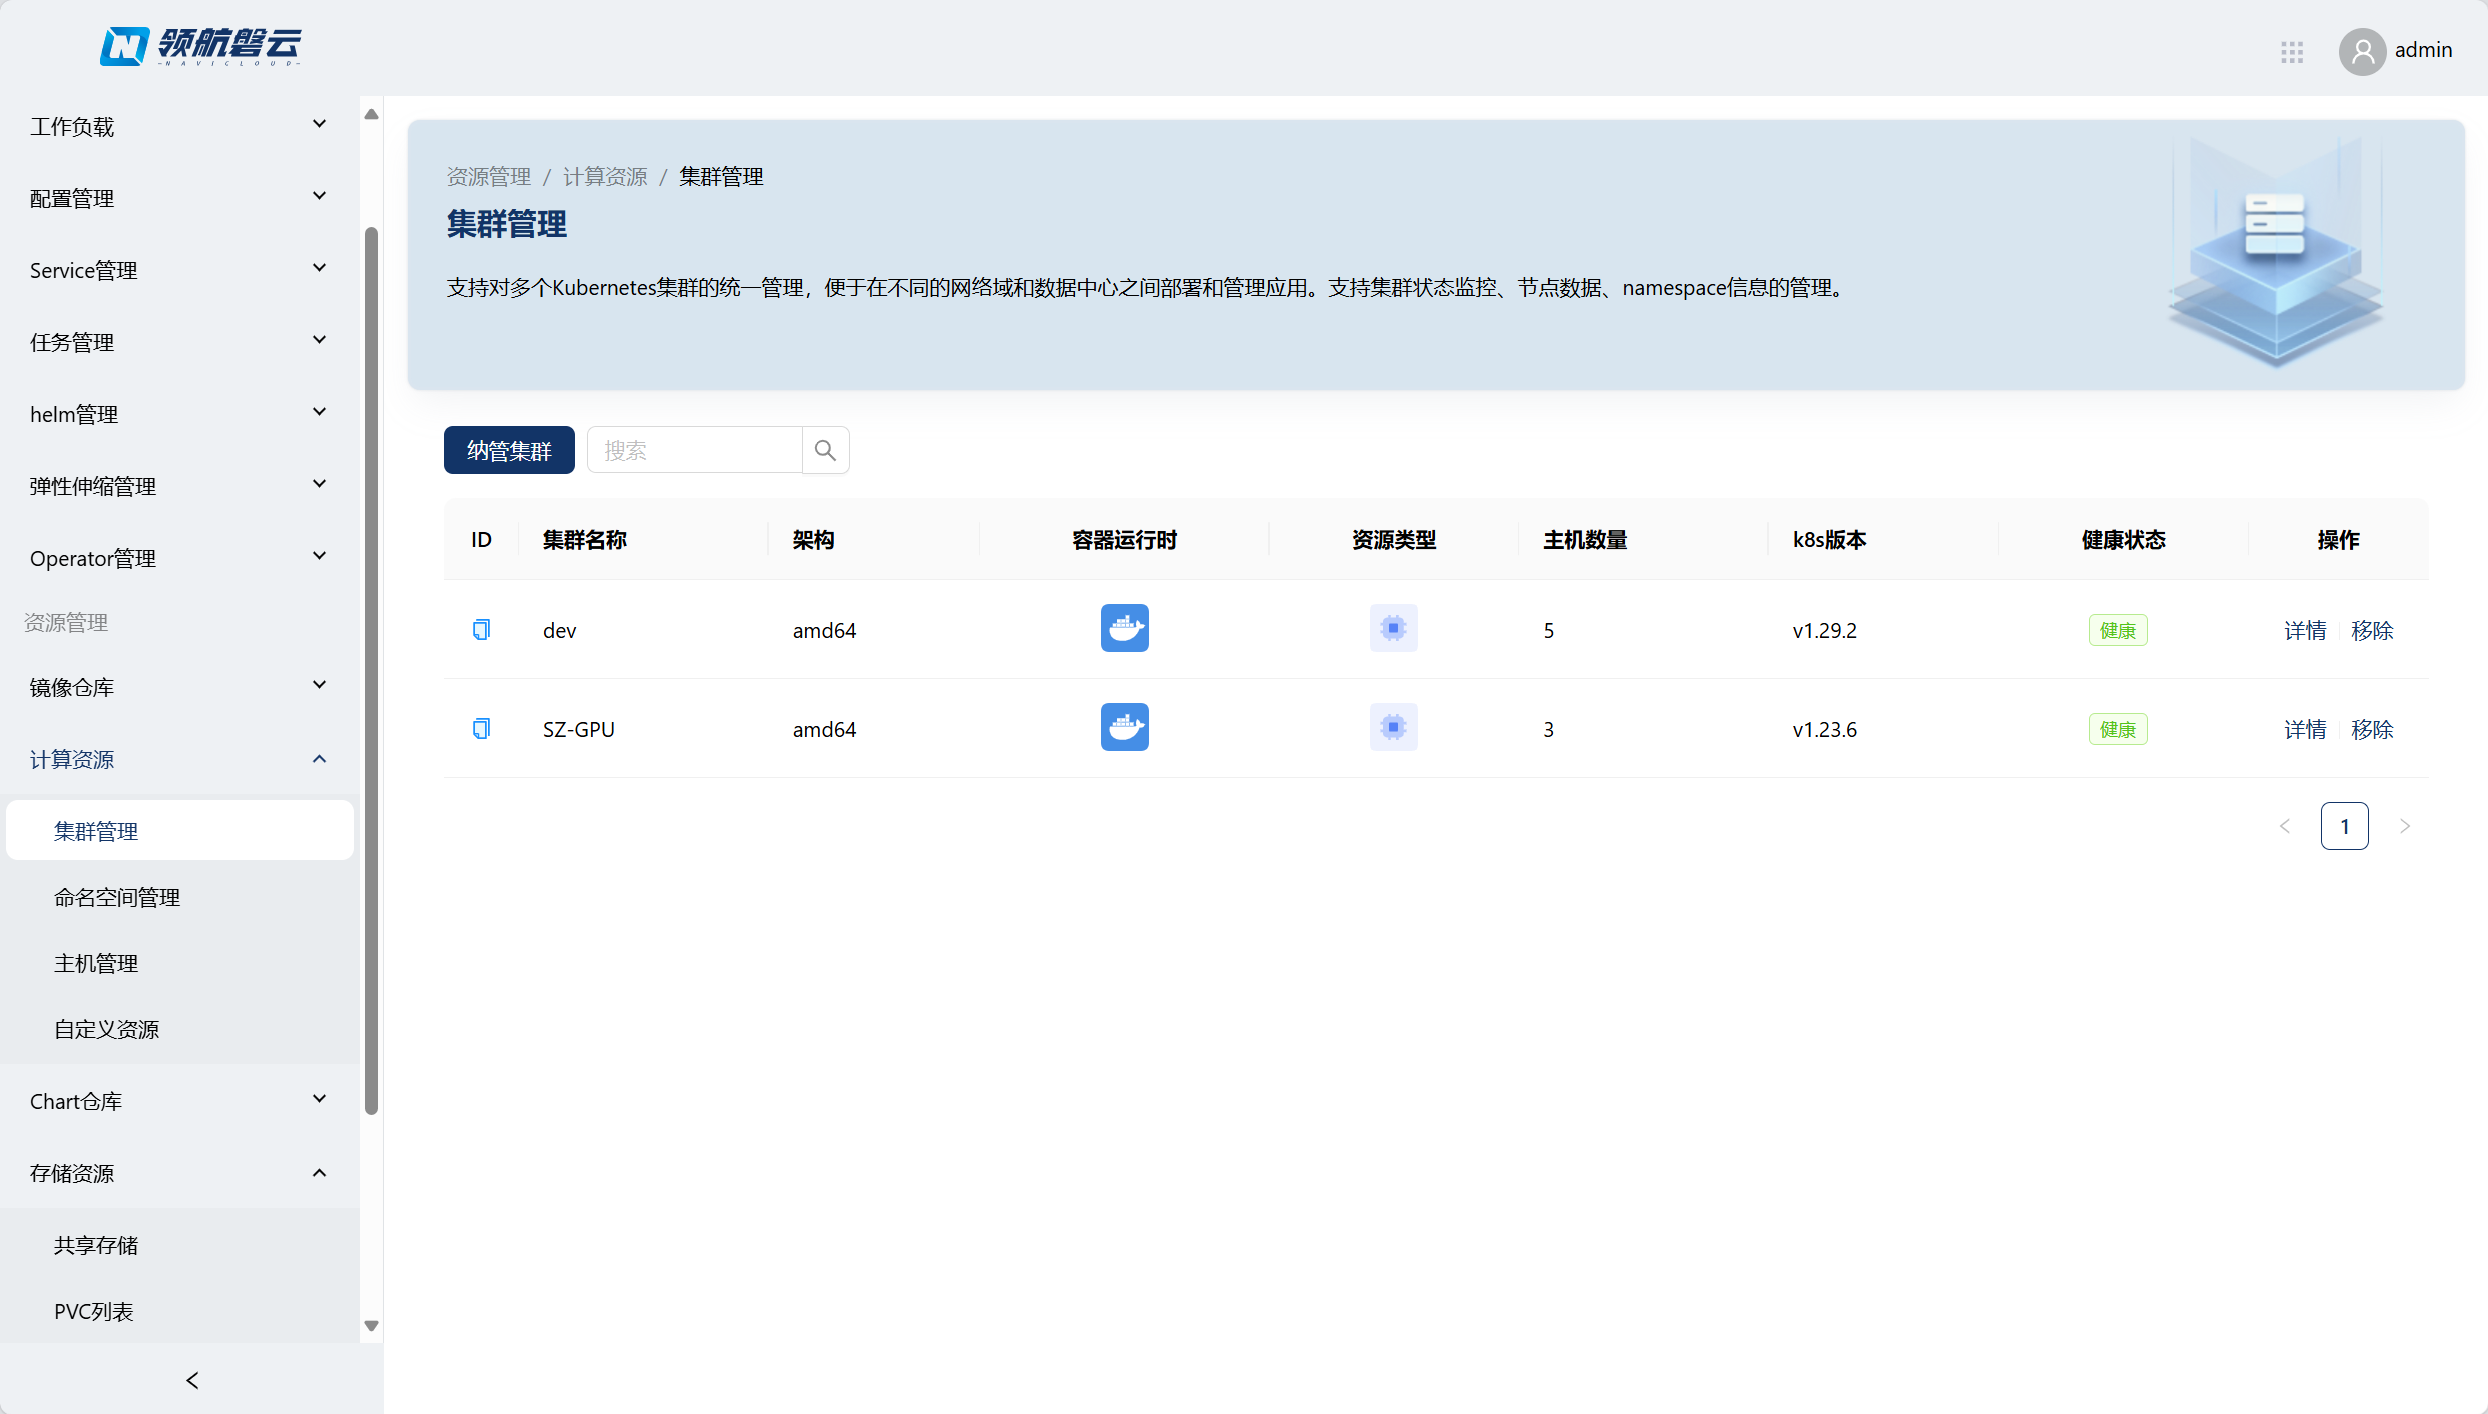 领航磐云
NAVICLOUD
admin
工作负载
配置管理
Service管理
任务管理
helm管理
弹性伸缩管理
Operator管理
资源管理
镜像仓库
计算资源
集群管理
命名空间管理
主机管理
自定义资源
Chart仓库
存储资源
共享存储
PVC列表
资源管理 / 计算资源 / 集群管理
集群管理
支持对多个Kubernetes集群的统一管理，便于在不同的网络域和数据中心之间部署和管理应用。支持集群状态监控、节点数据、namespace信息的管理。
纳管集群 搜索
ID 集群名称 架构 容器运行时 资源类型 主机数量 k8s版本 健康状态 操作
dev amd64 5 v1.29.2 健康 详情 移除
SZ-GPU amd64 3 v1.23.6 健康 详情 移除
1